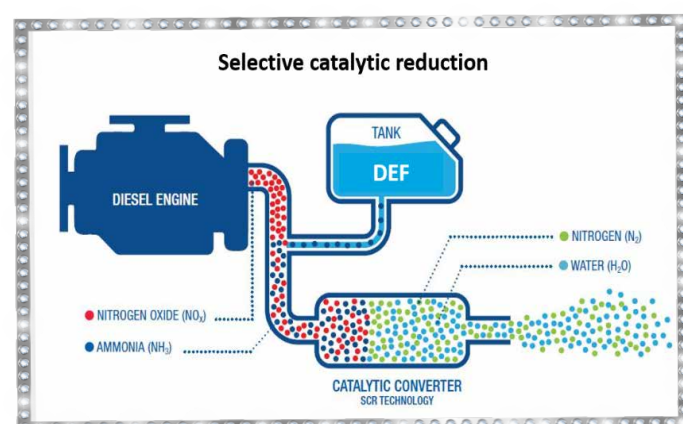 Selective catalytic reduction
TANK
DEF
DIESEL ENGINE
NITROGEN (N₂)
WATER (H₂O)
NITROGEN OXIDE (NOₓ)
AMMONIA (NH₃)
CATALYTIC CONVERTER
SCR TECHNOLOGY